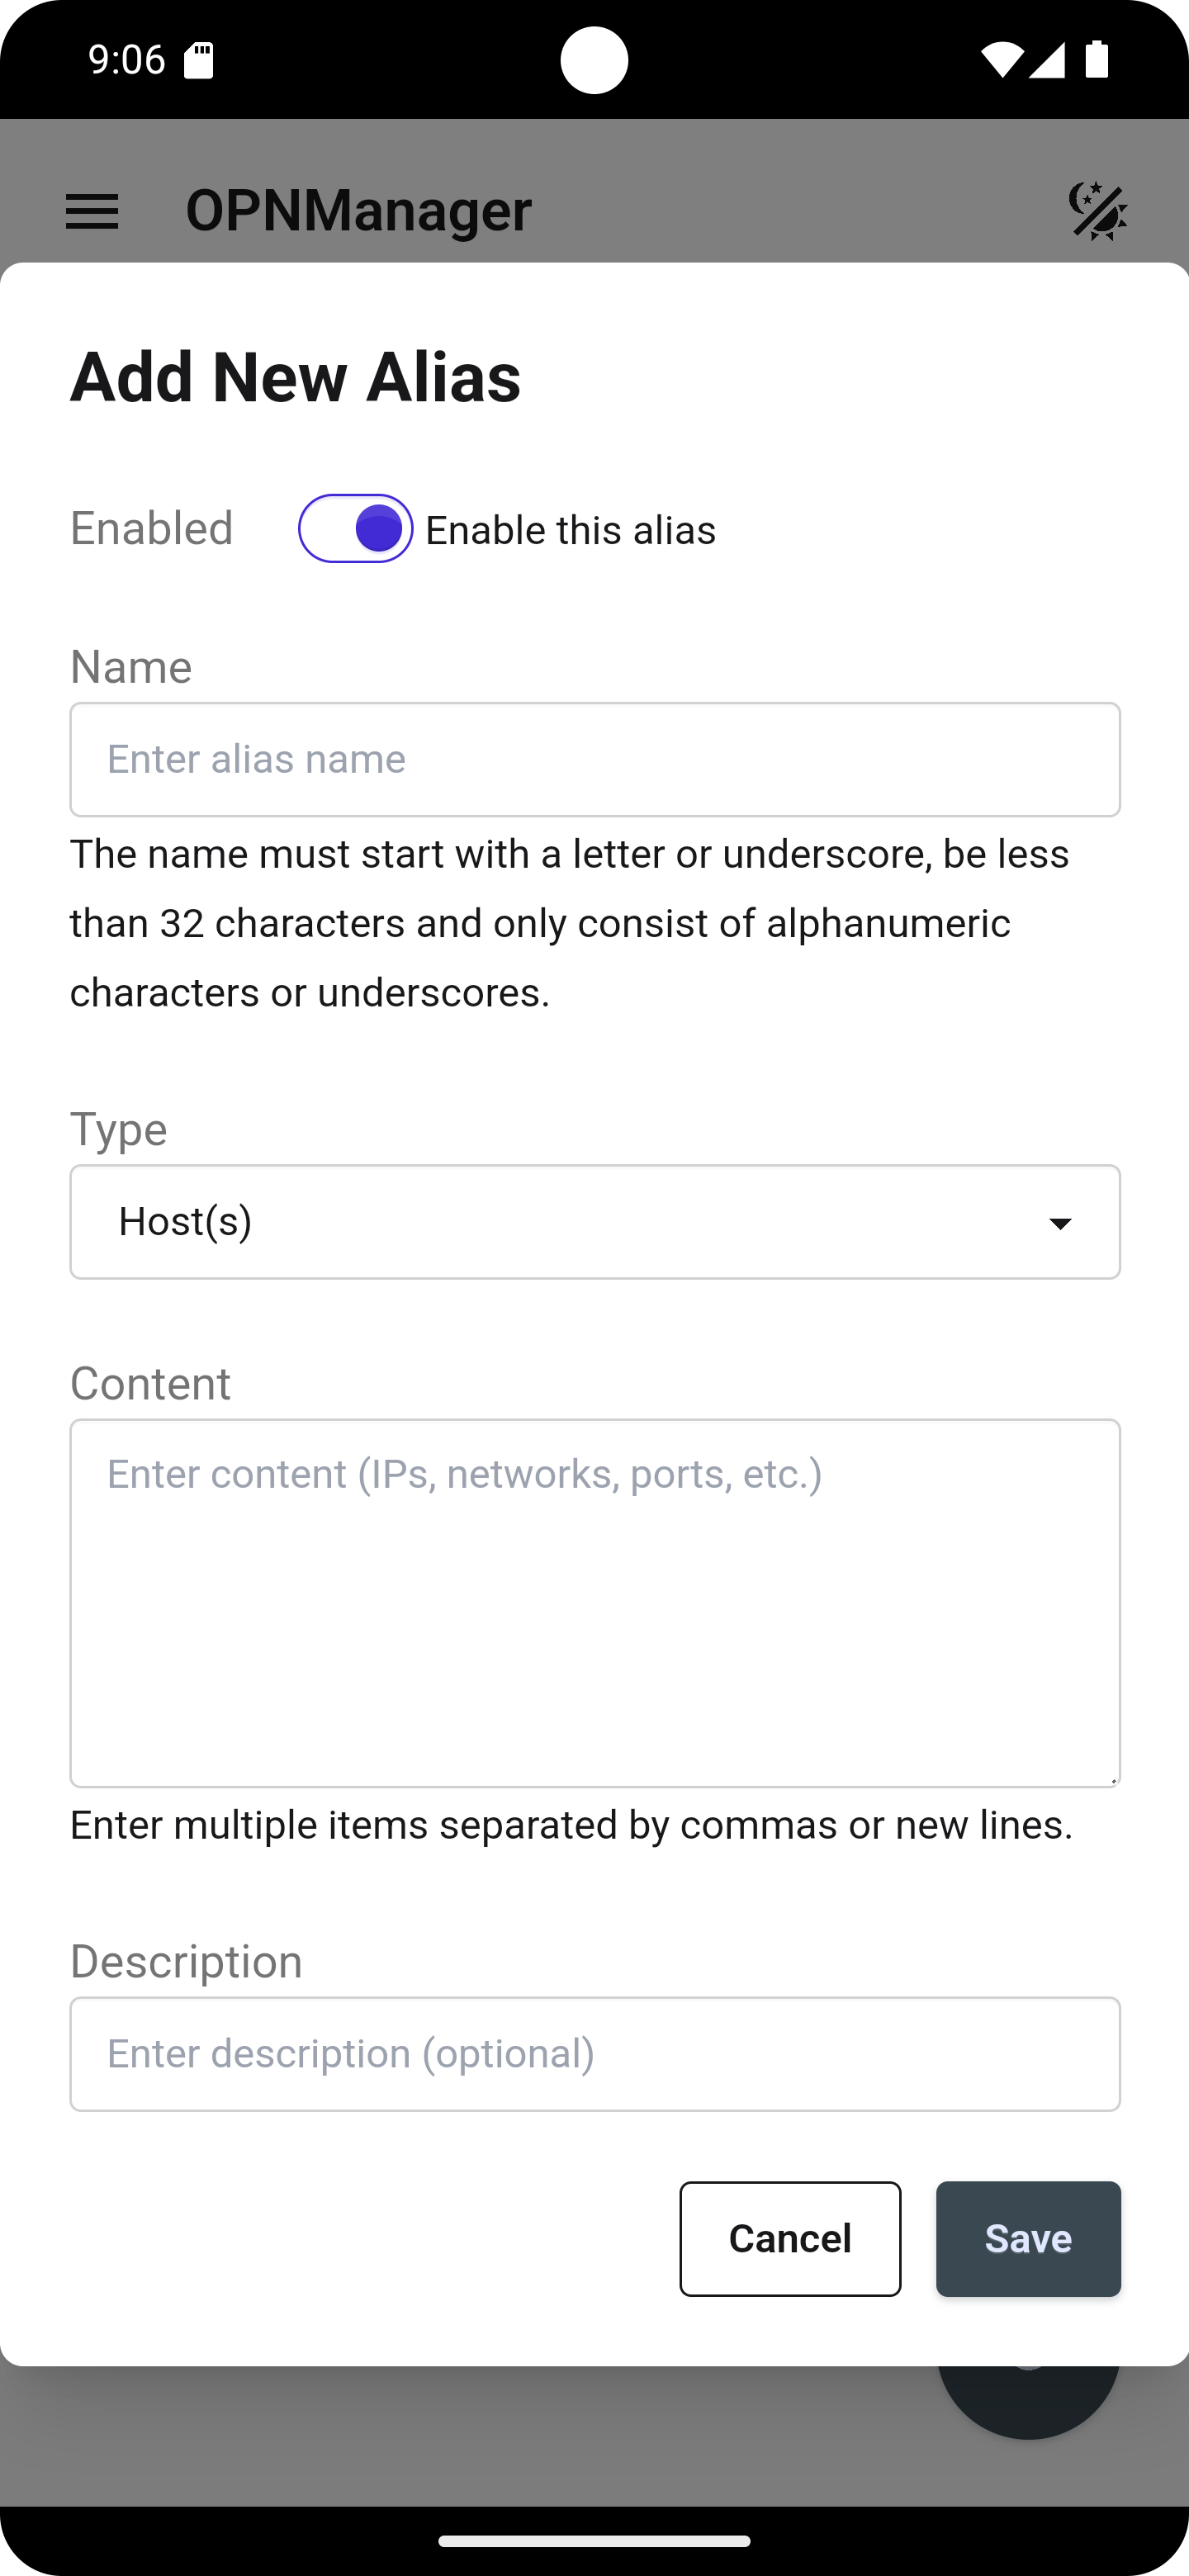 9:06
OPNManager
Add New Alias
Enabled
Enable this alias
Name
Enter alias name
The name must start with a letter or underscore, be less
than 32 characters and only consist of alphanumeric
characters or underscores.
Type
Host(s)
Content
Enter content (IPs, networks, ports, etc.)
Enter multiple items separated by commas or new lines.
Description
Enter description (optional)
Cancel
Save